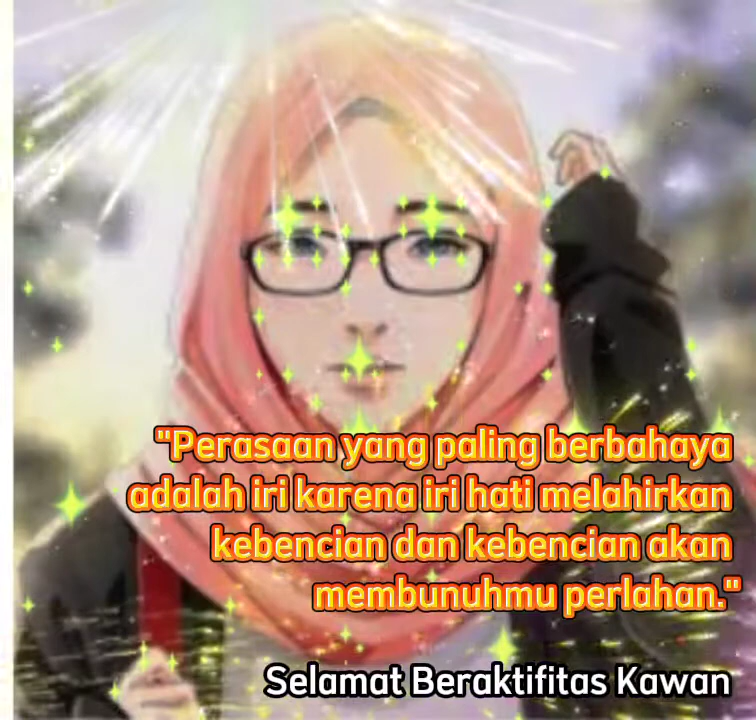 "Perasaan yang paling berbahaya
adalah iri karena iri hati melahirkan
kebencian dan kebencian akan
membunuhmu perlahan."
Selamat Beraktifitas Kawan